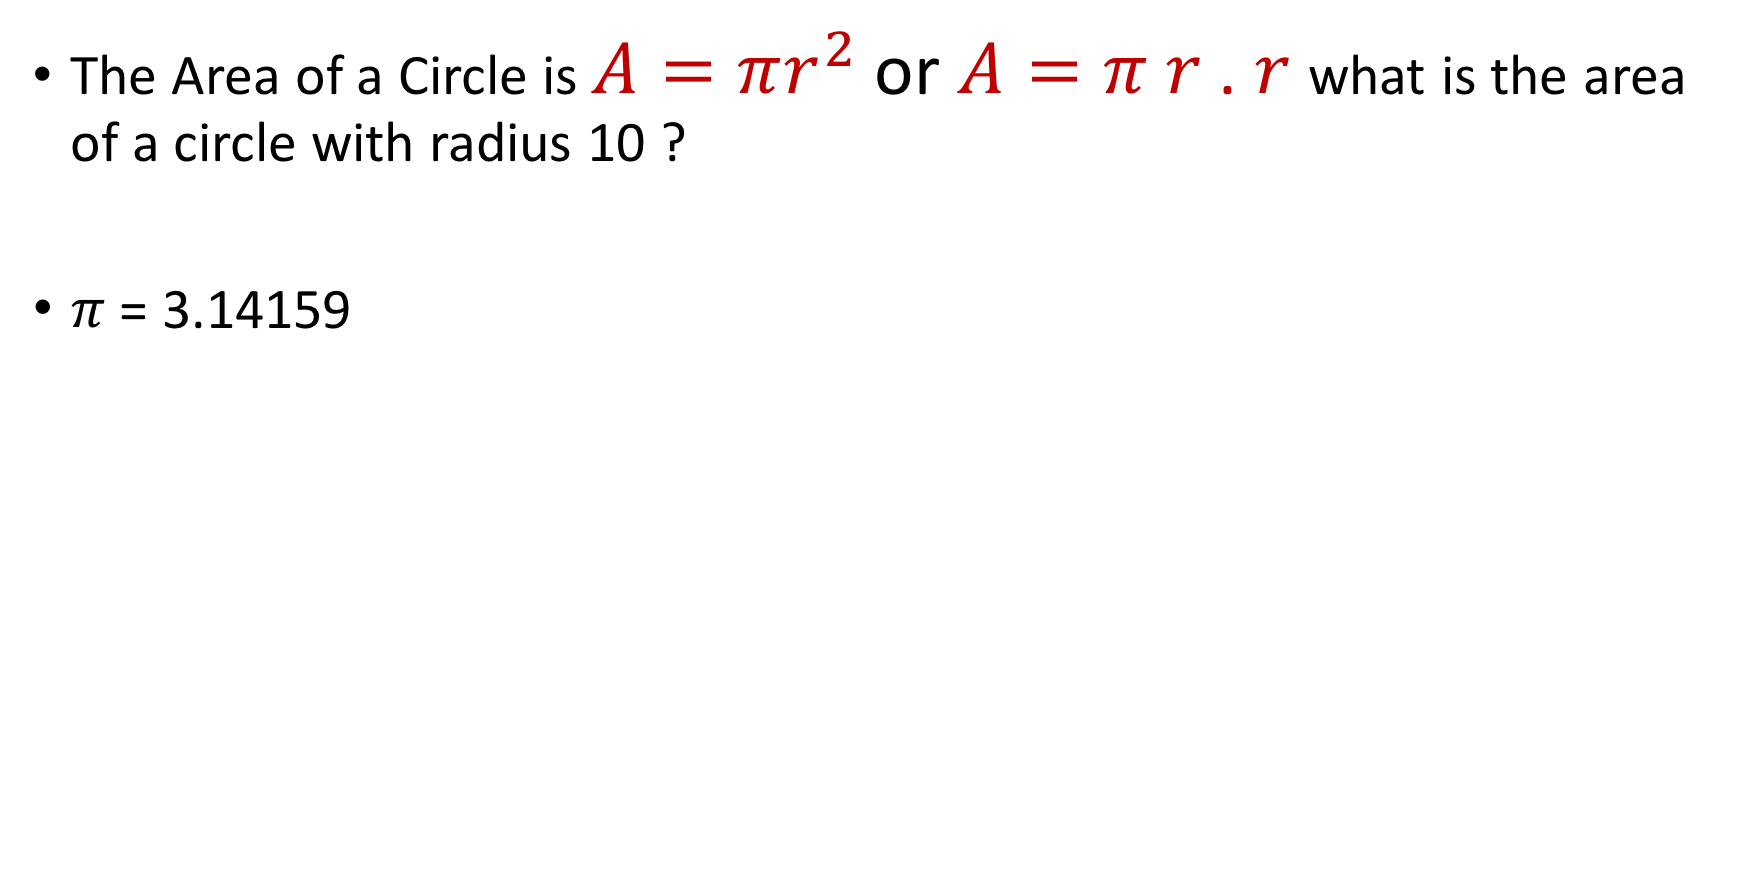 • The Area of a Circle is A = πr² or A = π r . r what is the area
of a circle with radius 10 ?
• π = 3.14159